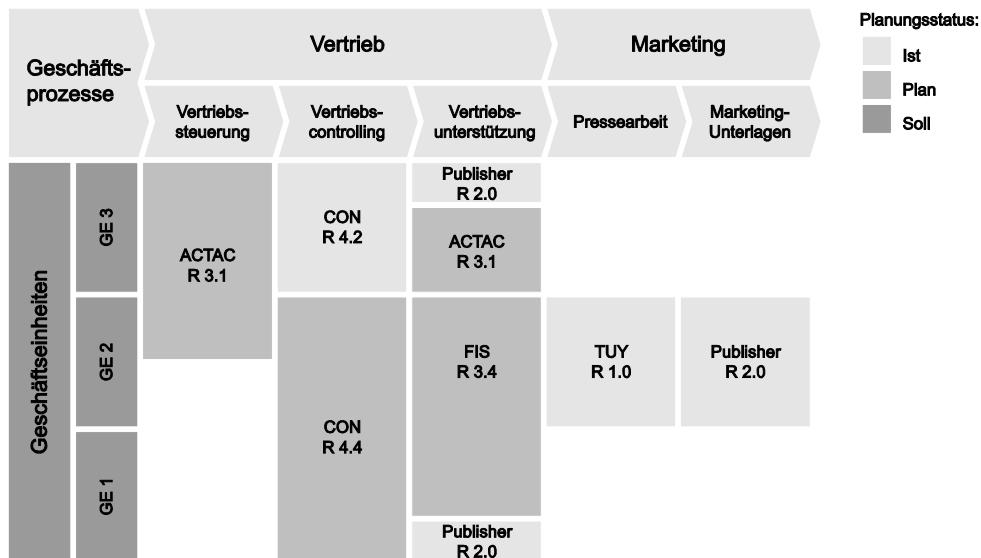 Geschäfts-
prozesse
Vertrieb
Marketing
Planungsstatus:
Ist
Plan
Soll
Vertriebs-
steuerung
Vertriebs-
controlling
Vertriebs-
unterstützung
Pressearbeit
Marketing-
Unterlagen
Geschäftseinheiten
GE 3
GE 2
GE 1
ACTAC
R 3.1
CON
R 4.2
Publisher
R 2.0
ACTAC
R 3.1
CON
R 4.4
FIS
R 3.4
TUY
R 1.0
Publisher
R 2.0
Publisher
R 2.0